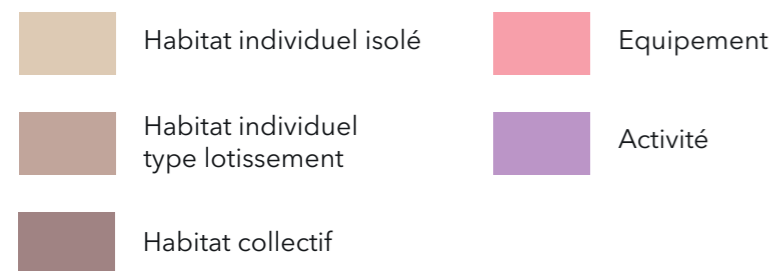 Habitat individuel isolé
Habitat individuel
type lotissement
Habitat collectif
Equipement
Activité